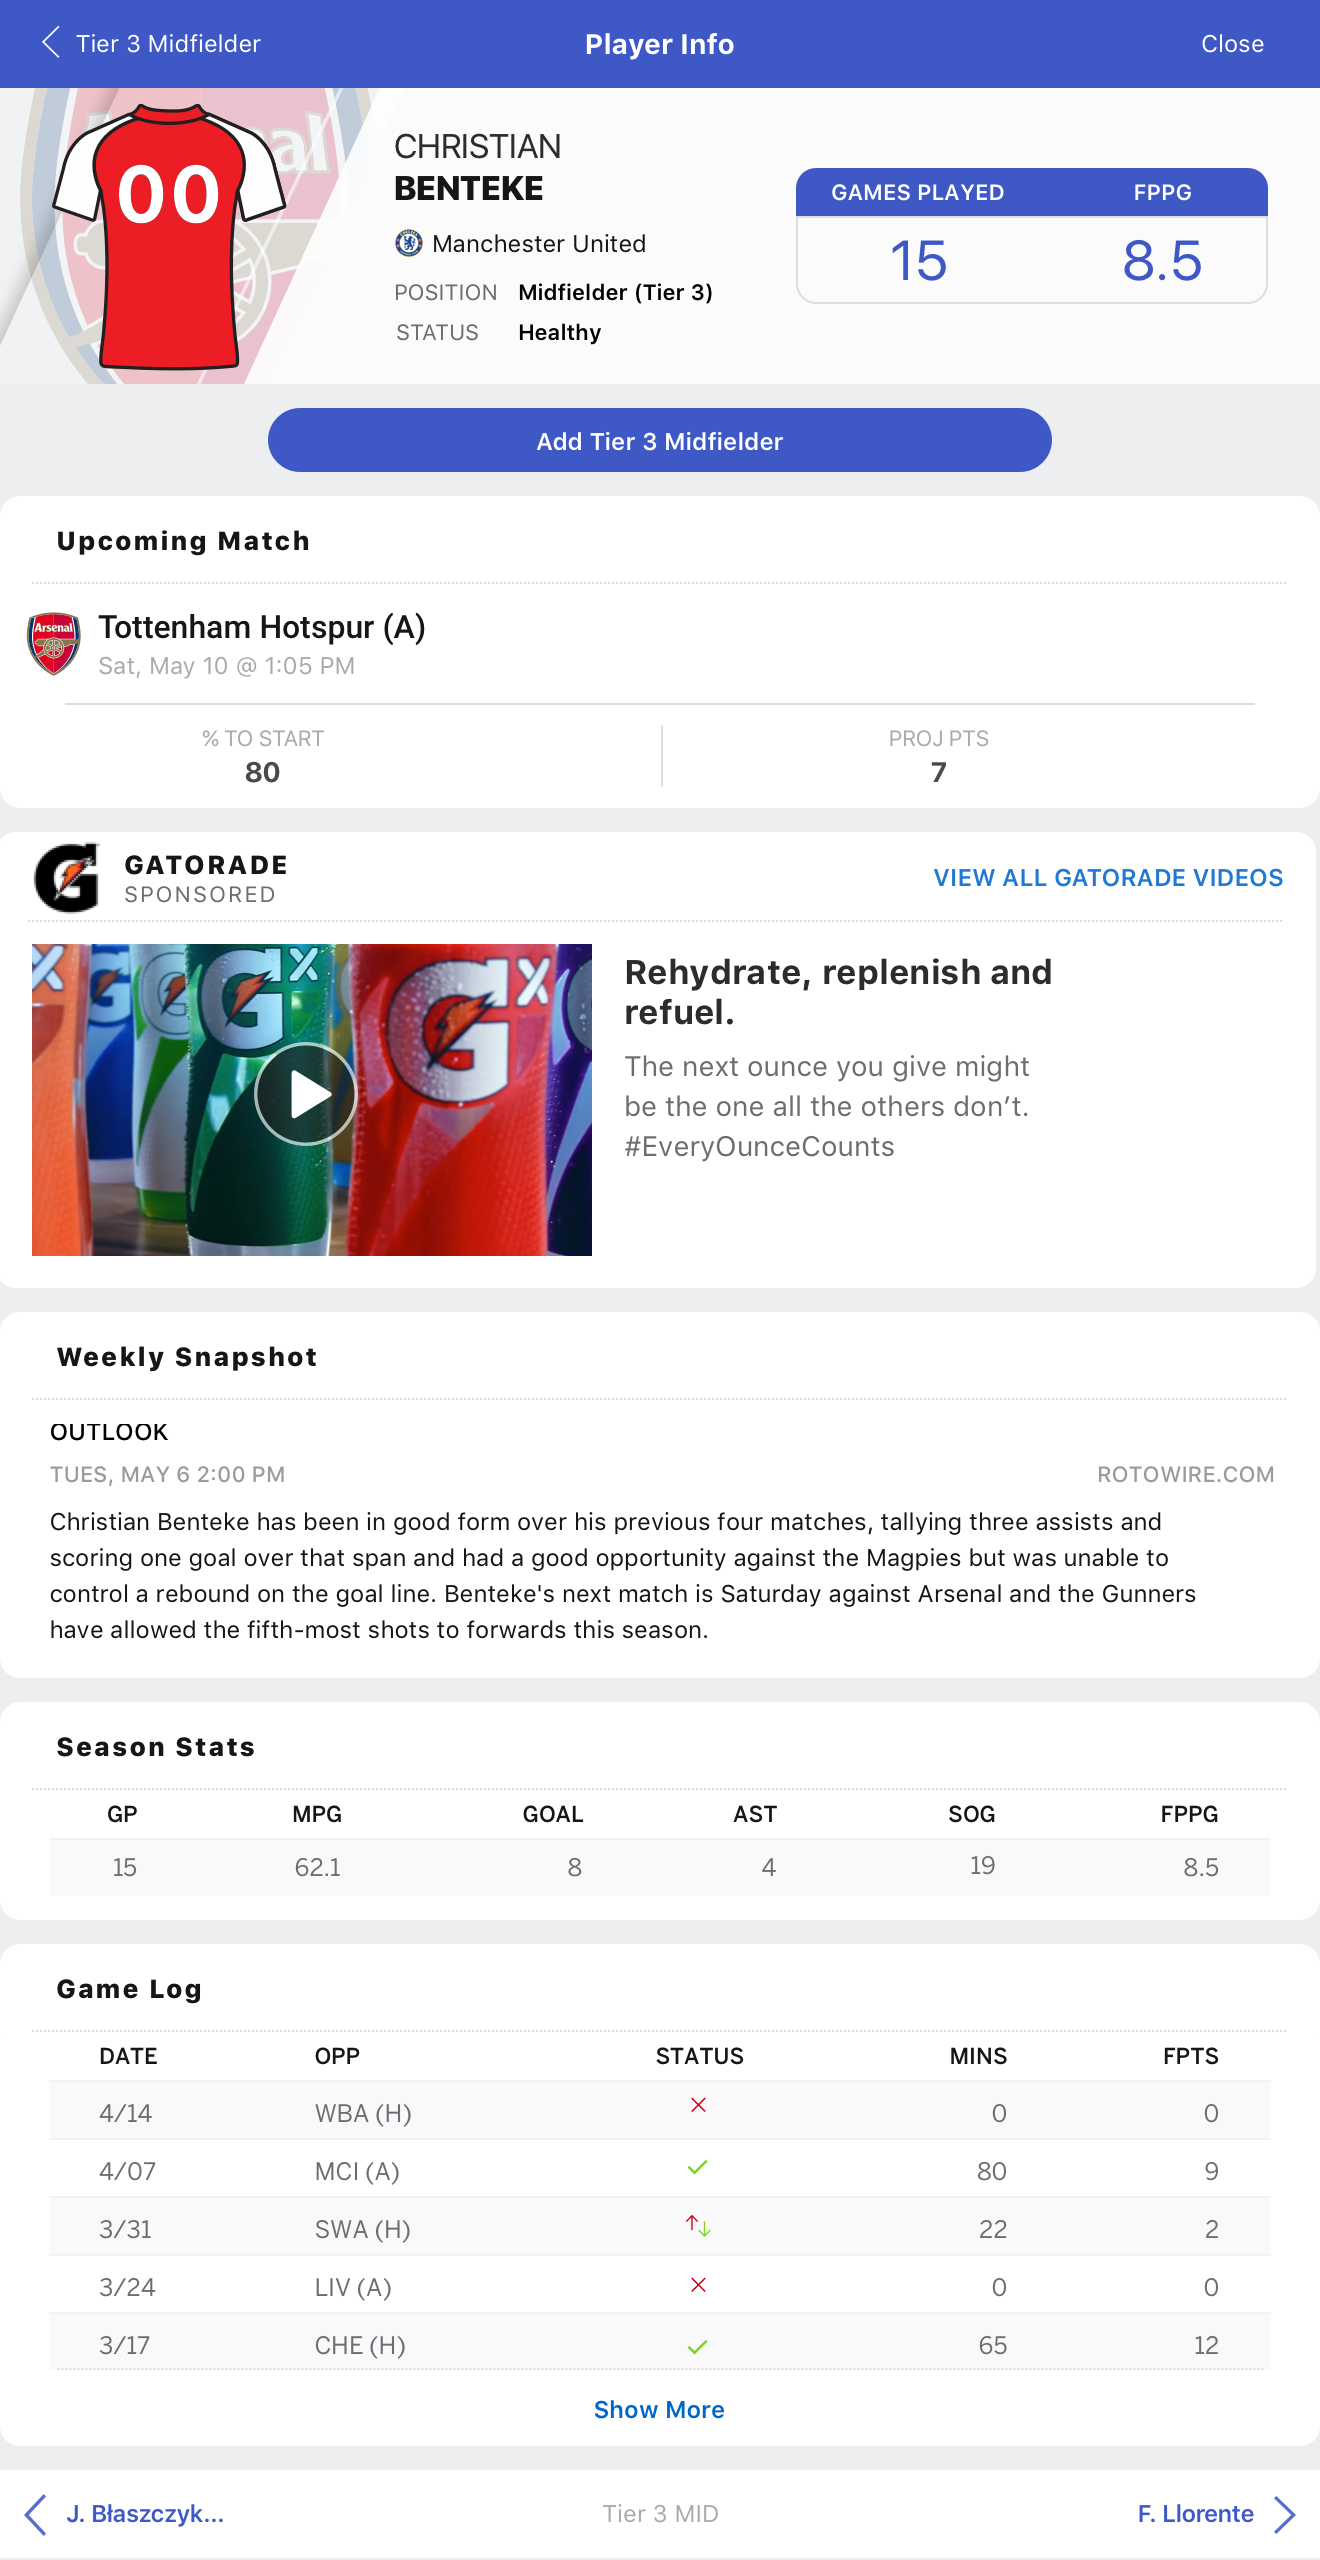 Tier 3 Midfielder
Player Info
Close
Arsenal
00
CHRISTIAN
BENTEKE
Manchester United
POSITION Midfielder (Tier 3)
STATUS Healthy
GAMES PLAYED FPPG
15 8.5
Add Tier 3 Midfielder
Upcoming Match
Arsenal
Tottenham Hotspur (A)
Sat, May 10 @ 1:05 PM
% TO START PROJ PTS
80 7
G
GATORADE
SPONSORED
VIEW ALL GATORADE VIDEOS
X G GX GX
Rehydrate, replenish and
refuel.
The next ounce you give might
be the one all the others don’t.
#EveryOunceCounts
Weekly Snapshot
OUTLOOK
TUES, MAY 6 2:00 PM ROTOWIRE.COM
Christian Benteke has been in good form over his previous four matches, tallying three assists and
scoring one goal over that span and had a good opportunity against the Magpies but was unable to
control a rebound on the goal line. Benteke's next match is Saturday against Arsenal and the Gunners
have allowed the fifth-most shots to forwards this season.
Season Stats
GP MPG GOAL AST SOG FPPG
15 62.1 8 4 19 8.5
Game Log
DATE OPP STATUS MINS FPTS
4/14 WBA (H) 0 0
4/07 MCI (A) 80 9
3/31 SWA (H) 22 2
3/24 LIV (A) 0 0
3/17 CHE (H) 65 12
Show More
J. Błaszczyk...
Tier 3 MID
F. Llorente